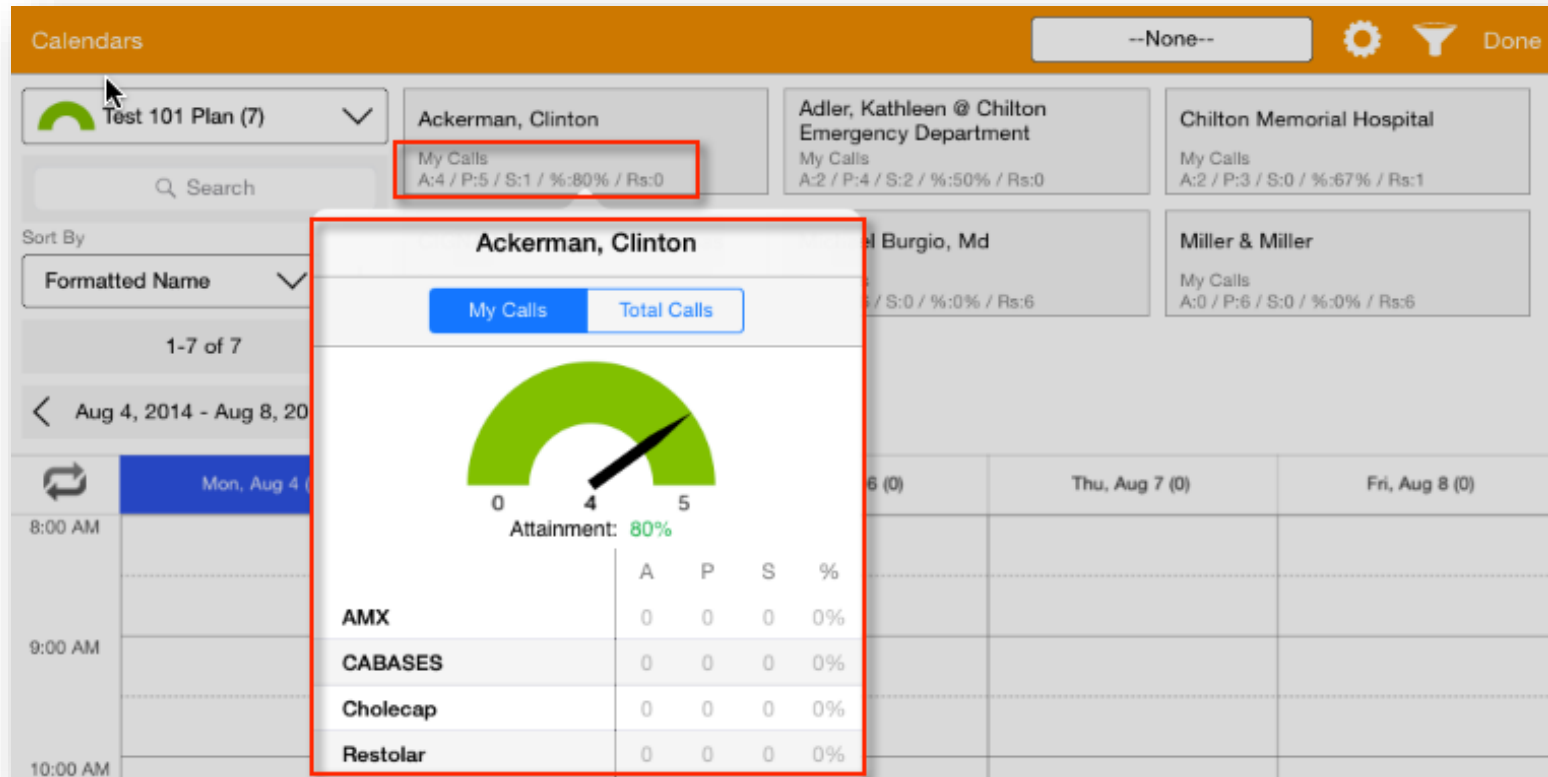 Calendars
--None--
Done
Test 101 Plan (7)
Search
Sort By
Formatted Name
1-7 of 7
Aug 4, 2014 - Aug 8, 20
Ackerman, Clinton
My Calls
A:4 / P:5 / S:1 / %:80% / Rs:0
Adler, Kathleen @ Chilton
Emergency Department
My Calls
A:2 / P:4 / S:2 / %:50% / Rs:0
Chilton Memorial Hospital
My Calls
A:2 / P:3 / S:0 / %:67% / Rs:1
el Burgio, Md
/ S:0 / %:0% / Rs:6
Miller & Miller
My Calls
A:0 / P:6 / S:0 / %:0% / Rs:6
Ackerman, Clinton
My Calls Total Calls
0 4 5
Attainment: 80%
A P S %
AMX 0 0 0 0%
CABASES 0 0 0 0%
Cholecap 0 0 0 0%
Restolar 0 0 0 0%
Mon, Aug 4 (
6 (0)
Thu, Aug 7 (0)
Fri, Aug 8 (0)
8:00 AM
9:00 AM
10:00 AM